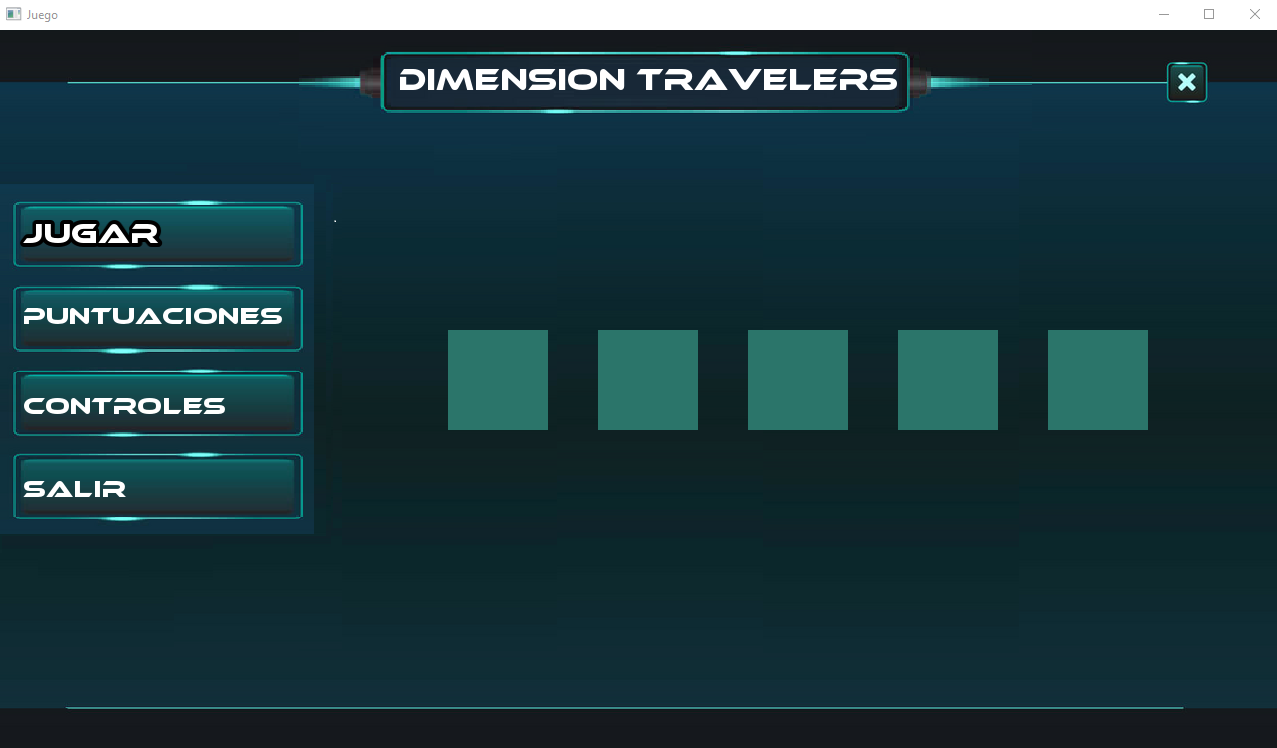 Juego
DIMENSION TRAVELERS
JUGAR
PUNTUACIONES
CONTROLES
SALIR